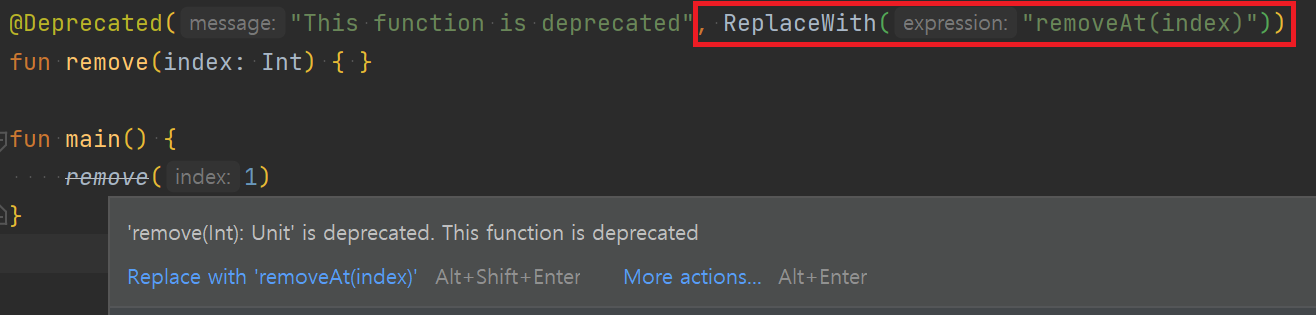 @Deprecated( message: "This function is deprecated", ReplaceWith( expression: "removeAt(index)"))
fun remove(index: Int) { }
fun main() {
remove( index: 1)
}
'remove(Int): Unit' is deprecated. This function is deprecated
Replace with 'removeAt(index)' Alt+Shift+Enter More actions... Alt+Enter